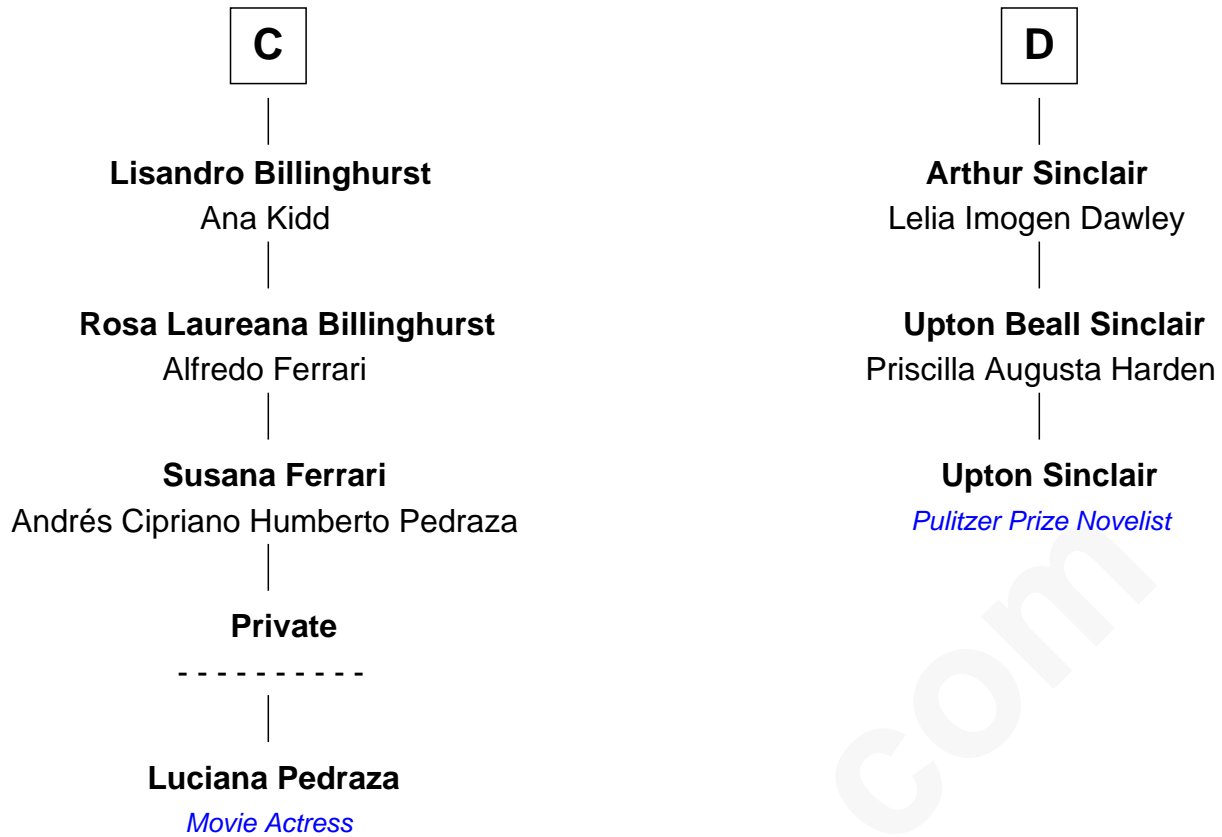 C
Lisandro Billinghurst
Ana Kidd
Rosa Laureana Billinghurst
Alfredo Ferrari
Susana Ferrari
Andrés Cipriano Humberto Pedraza
Private
- - - - - - - - - -
Luciana Pedraza
Movie Actress
D
Arthur Sinclair
Lelia Imogen Dawley
Upton Beall Sinclair
Priscilla Augusta Harden
Upton Sinclair
Pulitzer Prize Novelist
com